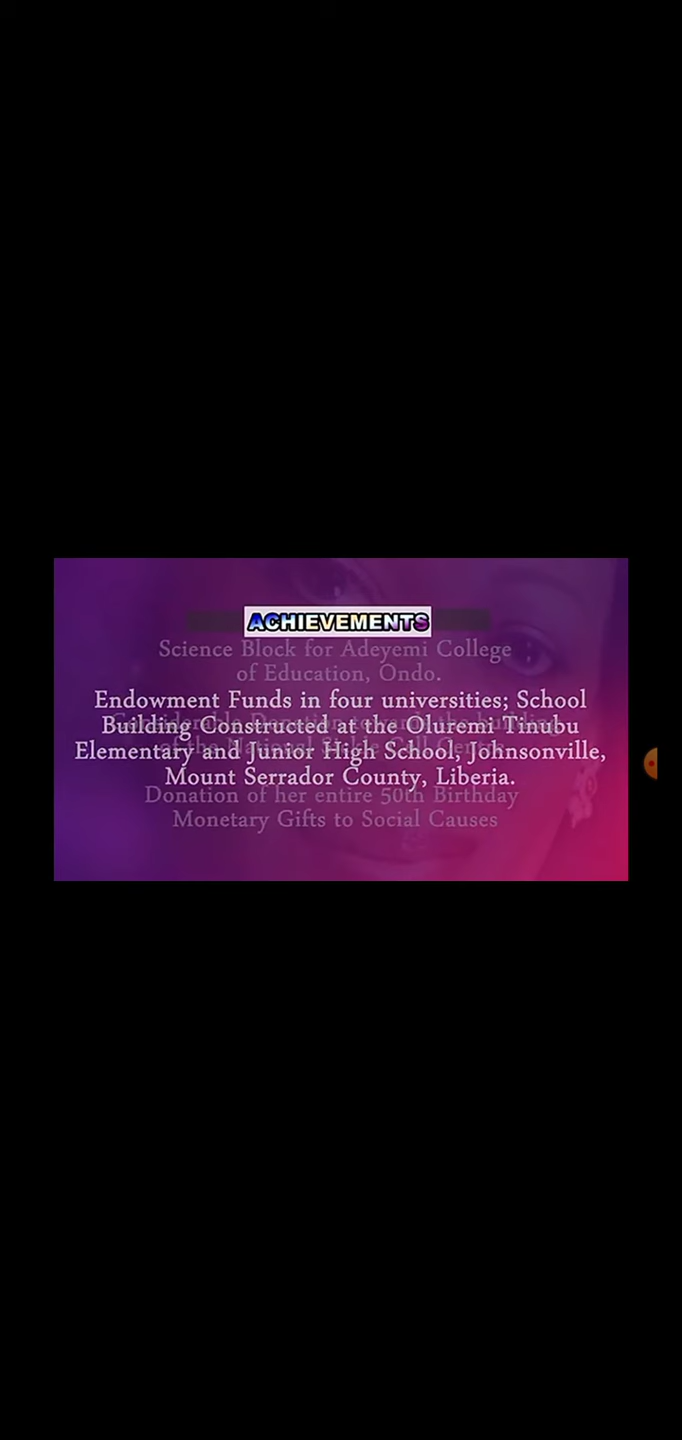 ACHIEVEMENTS
Science Block for Adeyemi College
of Education, Ondo.
Endowment Funds in four universities; School
Building Constructed at the Oluremi Tinubu
Elementary and Junior High School, Johnsonville,
Mount Serrador County, Liberia.
Donation of her entire 50th Birthday
Monetary Gifts to Social Causes